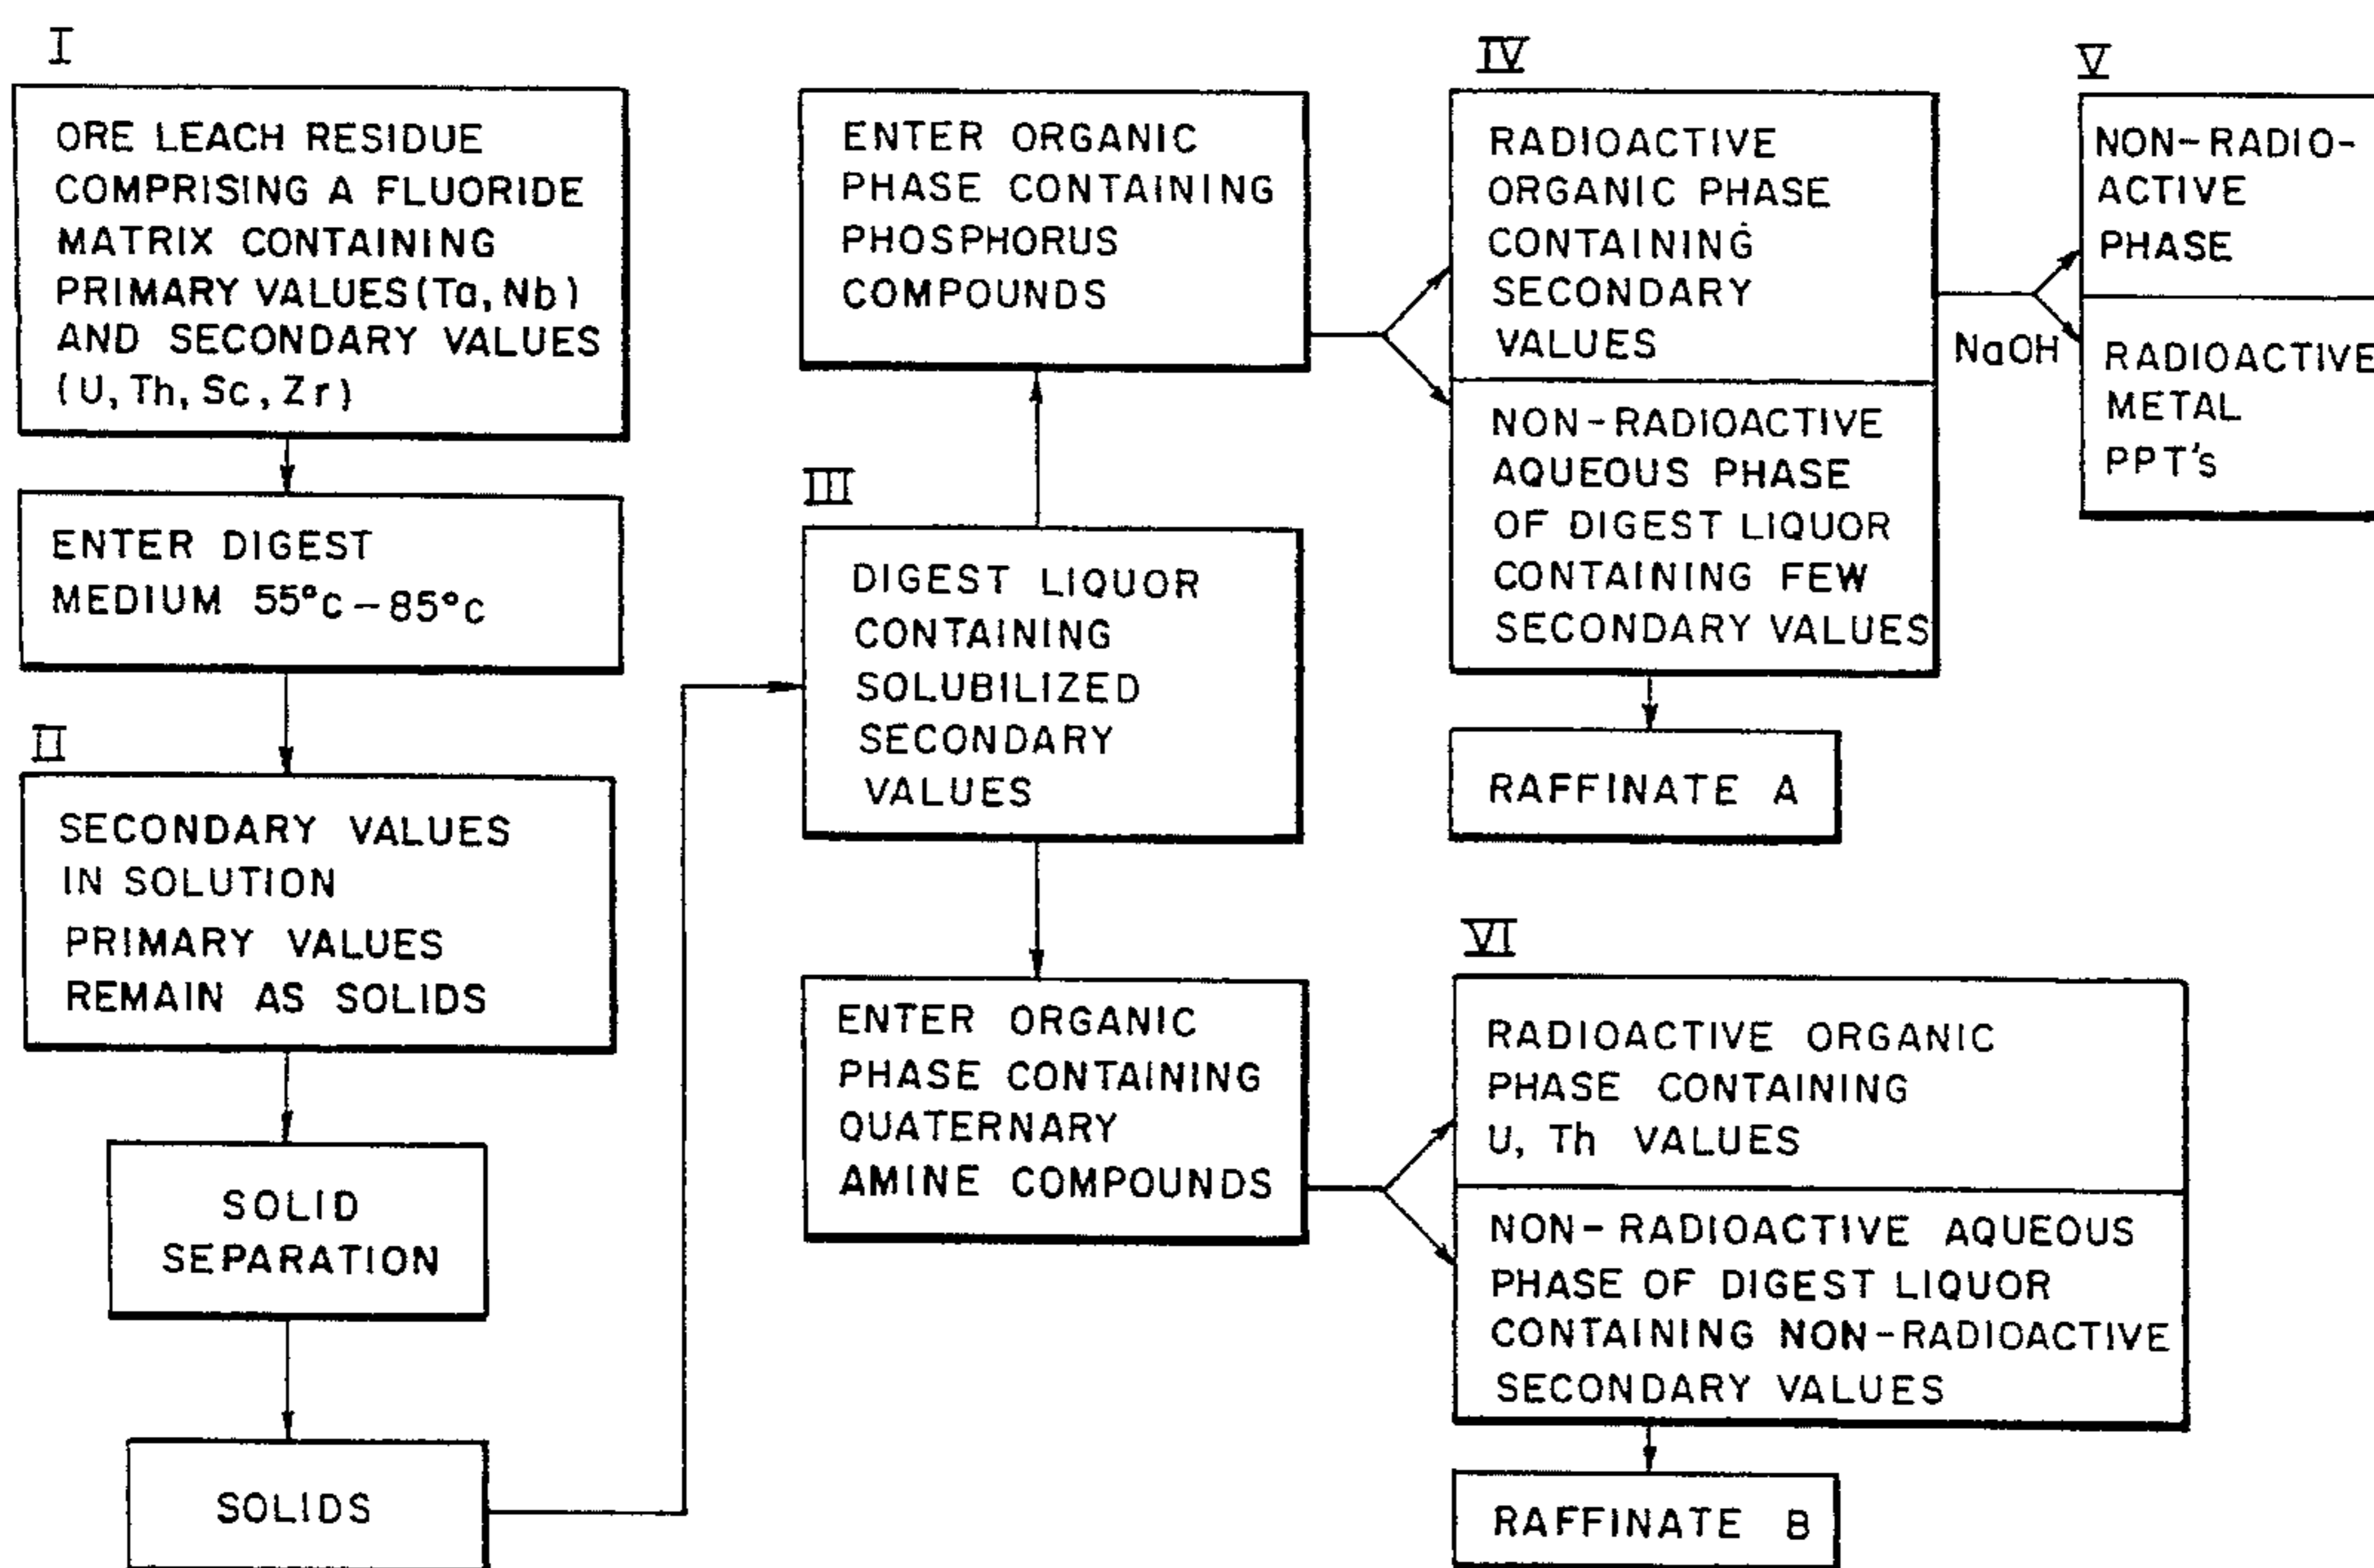 I
ORE LEACH RESIDUE
COMPRISING A FLUORIDE
MATRIX CONTAINING
PRIMARY VALUES(Ta, Nb)
AND SECONDARY VALUES
(U, Th, Sc, Zr)
ENTER DIGEST
MEDIUM 55°C-85°C
II
SECONDARY VALUES
IN SOLUTION
PRIMARY VALUES
REMAIN AS SOLIDS
SOLID
SEPARATION
SOLIDS
ENTER ORGANIC
PHASE CONTAINING
PHOSPHORUS
COMPOUNDS
III
DIGEST LIQUOR
CONTAINING
SOLUBILIZED
SECONDARY
VALUES
ENTER ORGANIC
PHASE CONTAINING
QUATERNARY
AMINE COMPOUNDS
IV
RADIOACTIVE
ORGANIC PHASE
CONTAINING
SECONDARY
VALUES
NON-RADIOACTIVE
AQUEOUS PHASE
OF DIGEST LIQUOR
CONTAINING FEW
SECONDARY VALUES
RAFFINATE A
NaOH
V
NON-RADIO-
ACTIVE
PHASE
RADIOACTIVE
METAL
PPT's
VI
RADIOACTIVE ORGANIC
PHASE CONTAINING
U, Th VALUES
NON-RADIOACTIVE AQUEOUS
PHASE OF DIGEST LIQUOR
CONTAINING NON-RADIOACTIVE
SECONDARY VALUES
RAFFINATE B